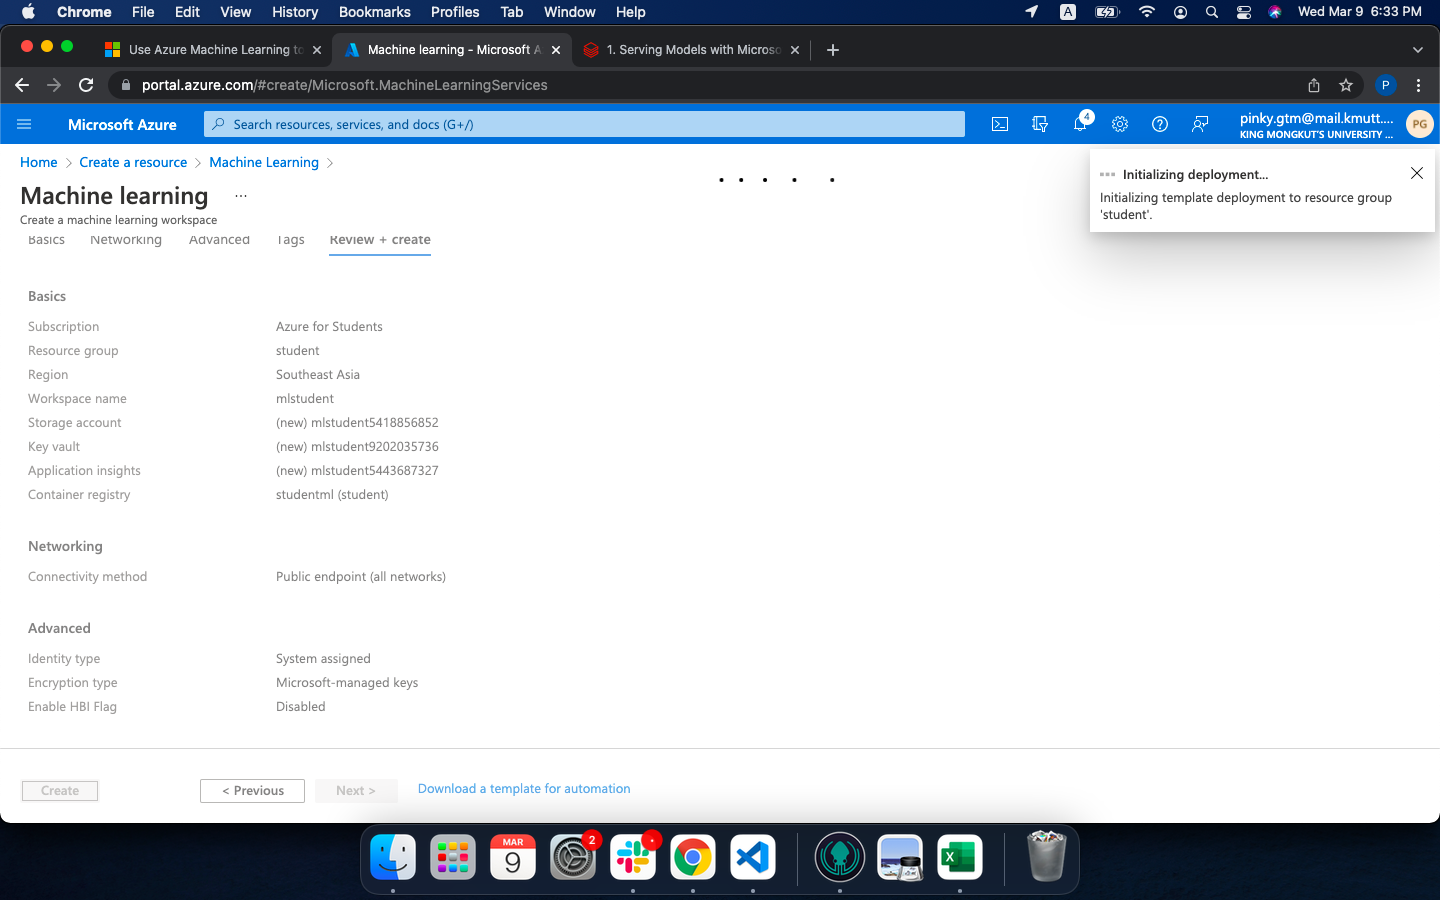 Chrome File Edit View History Bookmarks Profiles Tab Window Help A Wed Mar 9 6:33 PM
Use Azure Machine Learning to
Machine learning - Microsoft A
1. Serving Models with Microso
portal.azure.com/#create/Microsoft.MachineLearningServices P
Microsoft Azure
Search resources, services, and docs (G+/)
4
pinky.gtm@mail.kmutt....
KING MONGKUT'S UNIVERSITY ...
PG
Home > Create a resource > Machine Learning >
Machine learning ...
Create a machine learning workspace
Initializing deployment...
Initializing template deployment to resource group
'student'.
Basics Networking Advanced Tags Review + create
Basics
Subscription Azure for Students
Resource group student
Region Southeast Asia
Workspace name mlstudent
Storage account (new) mlstudent5418856852
Key vault (new) mlstudent9202035736
Application insights (new) mlstudent5443687327
Container registry studentml (student)
Networking
Connectivity method Public endpoint (all networks)
Advanced
Identity type System assigned
Encryption type Microsoft-managed keys
Enable HBI Flag Disabled
Create < Previous Next > Download a template for automation
MAR
9
2
X